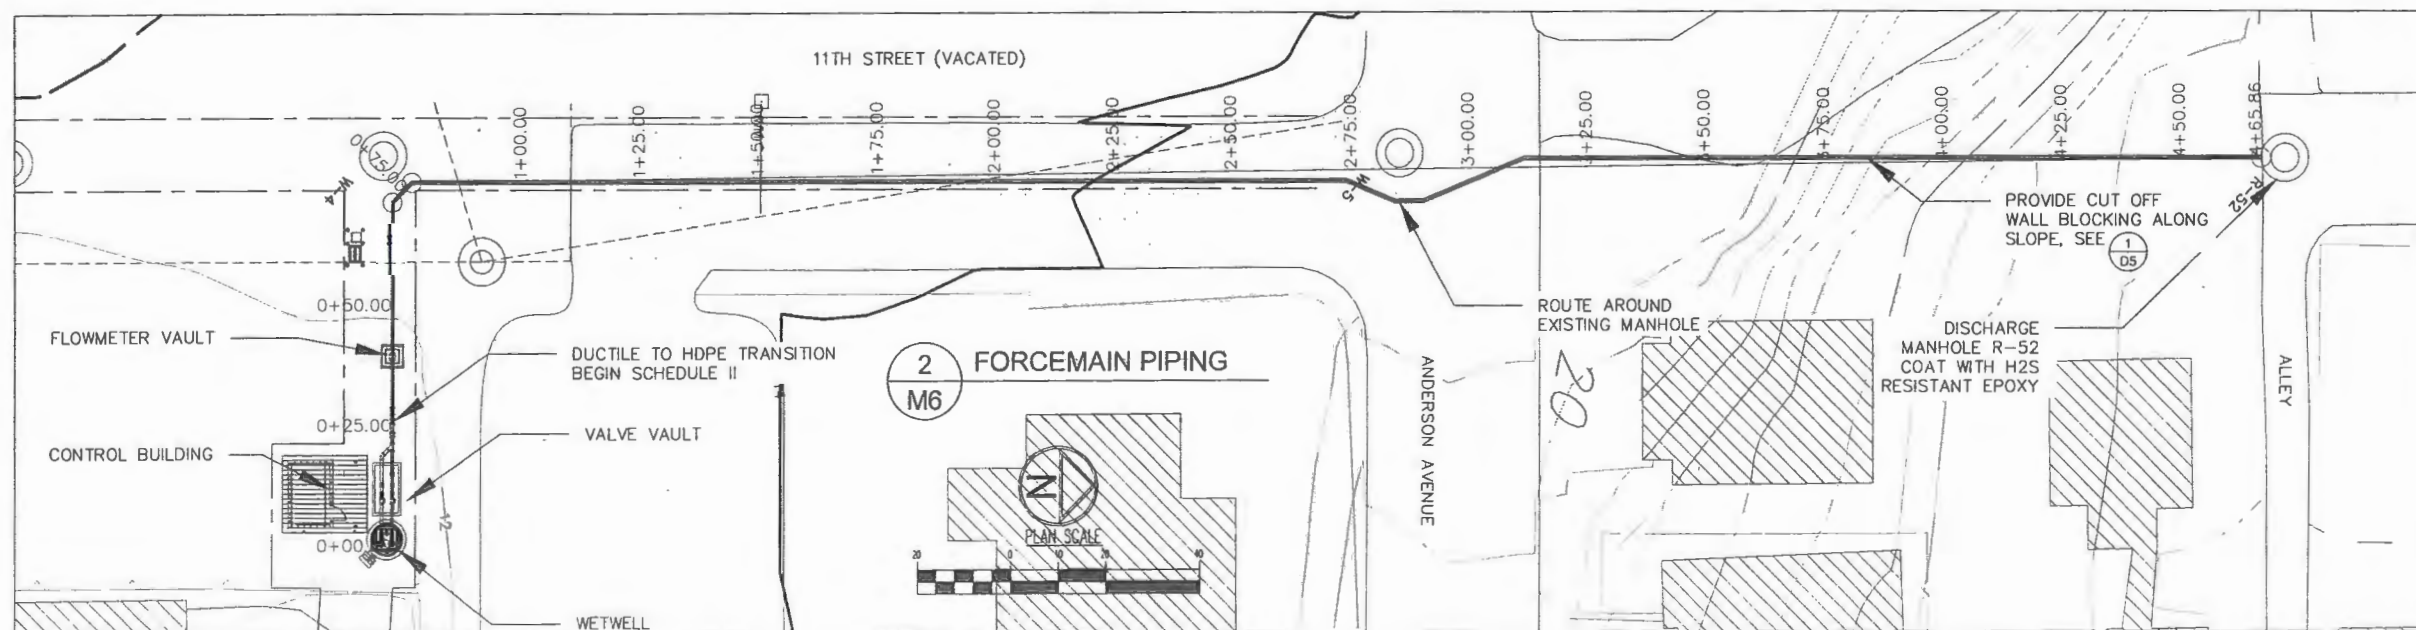 11TH STREET (VACATED)
0+75.00
1+00.00
1+25.00
1+50.00
1+75.00
2+00.00
2+25.00
2+50.00
2+75.00
3+00.00
3+25.00
3+50.00
3+75.00
4+00.00
4+25.00
4+50.00
4+65.86
W-4
W-5
R-52
PROVIDE CUT OFF
WALL BLOCKING ALONG
SLOPE, SEE 1
D5
0+50.00
FLOWMETER VAULT
DUCTILE TO HDPE TRANSITION
BEGIN SCHEDULE II
2
M6
FORCEMAIN PIPING
ROUTE AROUND
EXISTING MANHOLE
DISCHARGE
MANHOLE R-52
COAT WITH H2S
RESISTANT EPOXY
ANDERSON AVENUE
20
ALLEY
0+25.00
VALVE VAULT
CONTROL BUILDING
N
PLAN SCALE
20 0 10 20 40
12
0+00
WETWELL